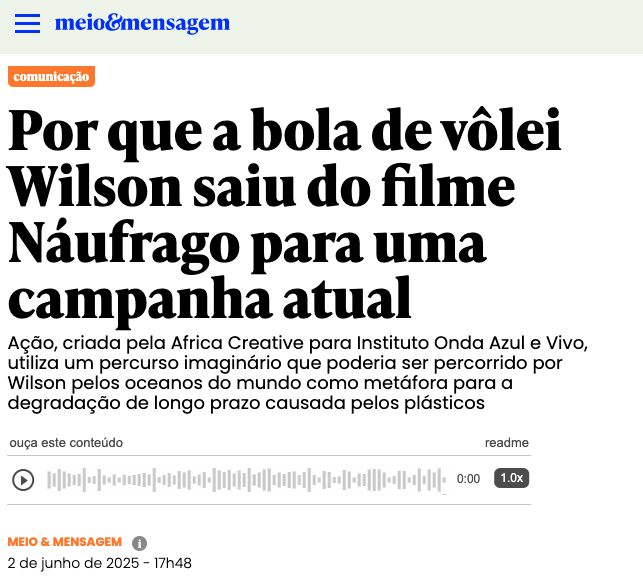 meio&mensagem
comunicação
Por que a bola de vôlei
Wilson saiu do filme
Náufrago para uma
campanha atual
Ação, criada pela Africa Creative para Instituto Onda Azul e Vivo,
utiliza um percurso imaginário que poderia ser percorrido por
Wilson pelos oceanos do mundo como metáfora para a
degradação de longo prazo causada pelos plásticos
ouça este conteúdo readme
0:00 1.0x
MEIO & MENSAGEM i
2 de junho de 2025 - 17h48